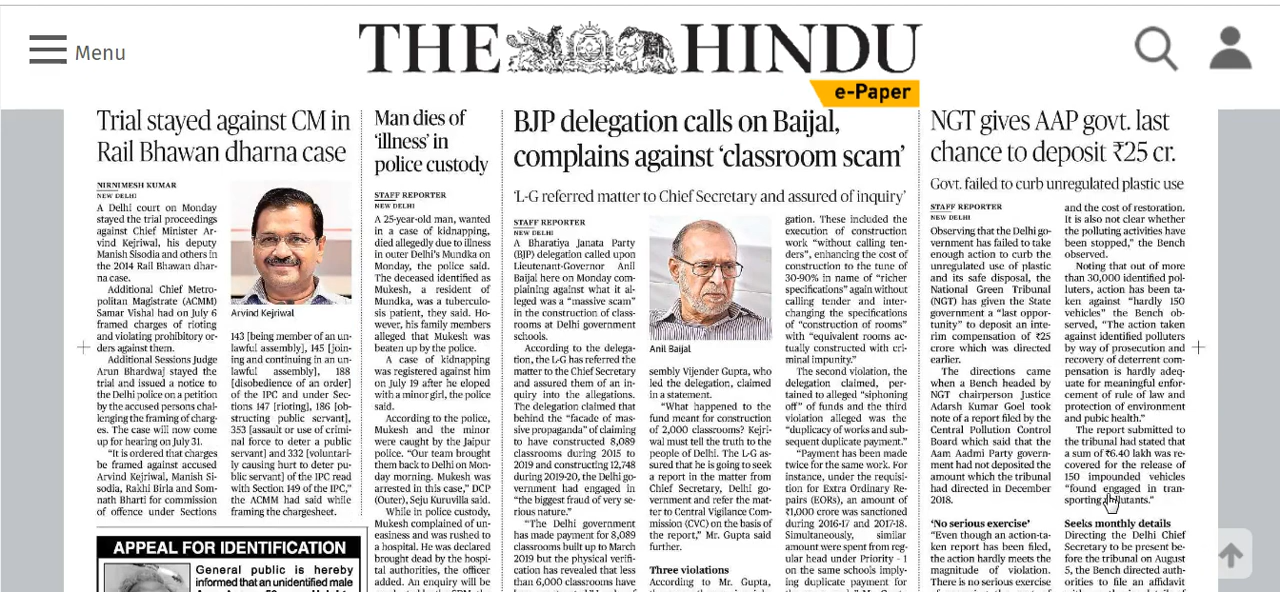 Menu
THE HINDU
e-Paper
Trial stayed against CM in
Rail Bhawan dharna case
NIRNIMESH KUMAR
NEW DELHI
A Delhi court on Monday
stayed the trial proceedings
against Chief Minister Ar-
vind Kejriwal, his deputy
Manish Sisodia and others in
the 2014 Rail Bhawan dhar-
na case.
Additional Chief Metro-
politan Magistrate (ACMM)
Samar Vishal had on July 6
framed charges of rioting
and violating prohibitory or-
ders against them.
Additional Sessions Judge
Arun Bhardwaj stayed the
trial and issued a notice to
the Delhi police on a petition
by the accused persons chal-
lenging the framing of charg-
es. The case will now come
up for hearing on July 31.
“It is ordered that charges
be framed against accused
Arvind Kejriwal, Manish Si-
sodia, Rakhi Birla and Som-
nath Bharti for commission
of offence under Sections
Arvind Kejriwal
143 [being member of an un-
lawful assembly], 145 [join-
ing and continuing in an un-
lawful assembly], 188
[disobedience of an order]
of the IPC and under Sec-
tions 147 [rioting], 186 [ob-
structing public servant],
353 [assault or use of crimi-
nal force to deter a public
servant] and 332 [voluntari-
ly causing hurt to deter pu-
blic servant] of the IPC read
with Section 149 of the IPC,”
the ACMM had said while
framing the chargesheet.
APPEAL FOR IDENTIFICATION
General public is hereby
informed that an unidentified male
Man dies of
‘illness’ in
police custody
STAFF REPORTER
NEW DELHI
A 25-year-old man, wanted
in a case of kidnapping,
died allegedly due to illness
in outer Delhi’s Mundka on
Monday, the police said.
The deceased identified as
Mukesh, a resident of
Mundka, was a tuberculo-
sis patient, they said. Ho-
wever, his family members
alleged that Mukesh was
beaten up by the police.
A case of kidnapping
was registered against him
on July 19 after he eloped
with a minor girl, the police
said.
According to the police,
Mukesh and the minor
were caught by the Jaipur
police. “Our team brought
them back to Delhi on Mon-
day morning. Mukesh was
arrested in this case,” DCP
(Outer), Seju Kuruvilla said.
While in police custody,
Mukesh complained of un-
easiness and was rushed to
a hospital. He was declared
brought dead by the hospi-
tal authorities, the officer
added. An enquiry will be
BJP delegation calls on Baijal,
complains against ‘classroom scam’
‘L-G referred matter to Chief Secretary and assured of inquiry’
STAFF REPORTER
NEW DELHI
A Bharatiya Janata Party
(BJP) delegation called upon
Lieutenant-Governor Anil
Baijal here on Monday com-
plaining against what it al-
leged was a “massive scam”
in the construction of class-
rooms at Delhi government
schools.
According to the delega-
tion, the L-G has referred the
matter to the Chief Secretary
and assured them of an in-
quiry into the allegations.
The delegation claimed that
behind the “facade of mas-
sive propaganda” of claiming
to have constructed 8,089
classrooms during 2015 to
2019 and constructing 12,748
during 2019-20, the Delhi go-
vernment had engaged in
“the biggest fraud of very se-
rious nature.”
“The Delhi government
has made payment for 8,089
classrooms built up to March
2019 but the physical verifi-
cation has revealed that less
than 6,000 classrooms have
Anil Baijal
sembly Vijender Gupta, who
led the delegation, claimed
in a statement.
“What happened to the
fund meant for construction
of 2,000 classrooms? Kejri-
wal must tell the truth to the
people of Delhi. The L-G as-
sured that he is going to seek
a report in the matter from
Chief Secretary, Delhi go-
vernment and refer the mat-
ter to Central Vigilance Com-
mission (CVC) on the basis of
the report,” Mr. Gupta said
further.
Three violations
According to Mr. Gupta,
gation. These included the
execution of construction
work “without calling ten-
ders”, enhancing the cost of
construction to the tune of
30-90% in name of “richer
specifications” again without
calling tender and inter-
changing the specifications
of “construction of rooms”
with “equivalent rooms
actually constructed with cri-
minal impunity.”
The second violation, the
delegation claimed, per-
tained to alleged “siphoning
off” of funds and the third
violation alleged was the
“duplicacy of works and sub-
sequent duplicate payment.”
“Payment has been made
twice for the same work. For
instance, under the requisi-
tion for Extra Ordinary Re-
pairs (EORs), an amount of
₹1,000 crore was sanctioned
during 2016-17 and 2017-18.
Simultaneously, similar
amount were spent from reg-
ular head under Priority - I
on the same schools imply-
ing duplicate payment for
NGT gives AAP govt. last
chance to deposit ₹25 cr.
Govt. failed to curb unregulated plastic use
STAFF REPORTER
NEW DELHI
Observing that the Delhi go-
vernment has failed to take
enough action to curb the
unregulated use of plastic
and its safe disposal, the
National Green Tribunal
(NGT) has given the State
government a “last oppor-
tunity” to deposit an inte-
rim compensation of ₹25
crore which was directed
earlier.
The directions came
when a Bench headed by
NGT chairperson Justice
Adarsh Kumar Goel took
note of a report filed by the
Central Pollution Control
Board which said that the
Aam Aadmi Party govern-
ment had not deposited the
amount which the tribunal
had directed in December
2018.
‘No serious exercise’
“Even though an action-ta-
ken report has been filed,
the action hardly meets the
magnitude of violation.
There is no serious exercise
and the cost of restoration.
It is also not clear whether
the polluting activities have
been stopped,” the Bench
observed.
Noting that out of more
than 30,000 identified pol-
luters, action has been ta-
ken against “hardly 150
vehicles” the Bench ob-
served, “The action taken
against identified polluters
by way of prosecution and
recovery of deterrent com-
pensation is hardly adeq-
uate for meaningful enfor-
cement of rule of law and
protection of environment
and pubic health.”
The report submitted to
the tribunal had stated that
a sum of ₹6.40 lakh was re-
covered for the release of
150 impounded vehicles
“found engaged in tran-
sporting pollutants.”
Seeks monthly details
Directing the Delhi Chief
Secretary to be present be-
fore the tribunal on August
5, the Bench directed auth-
orities to file an affidavit